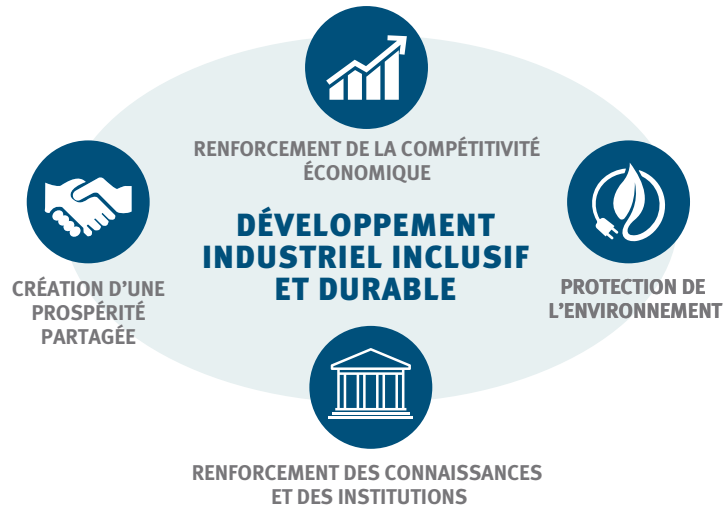 RENFORCEMENT DE LA COMPÉTITIVITÉ
ÉCONOMIQUE
DÉVELOPPEMENT
INDUSTRIEL INCLUSIF
ET DURABLE
CRÉATION D’UNE
PROSPÉRITÉ
PARTAGÉE
PROTECTION DE
L’ENVIRONNEMENT
RENFORCEMENT DES CONNAISSANCES
ET DES INSTITUTIONS